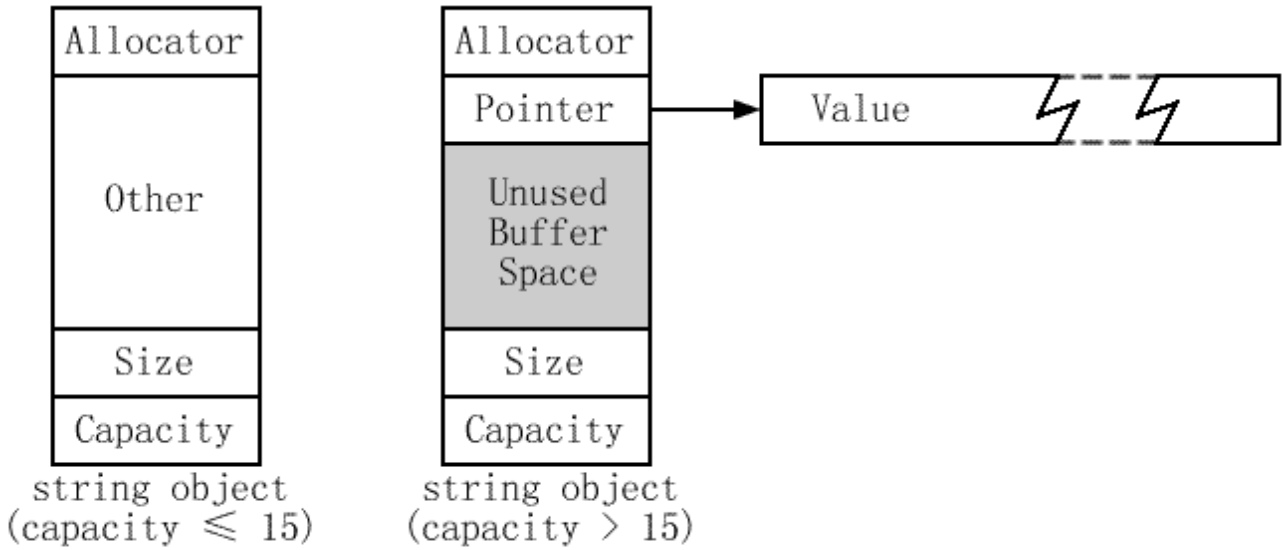 Allocator
Other
Size
Capacity
string object
(capacity ≤ 15)
Allocator
Pointer
Unused
Buffer
Space
Size
Capacity
string object
(capacity > 15)
Value